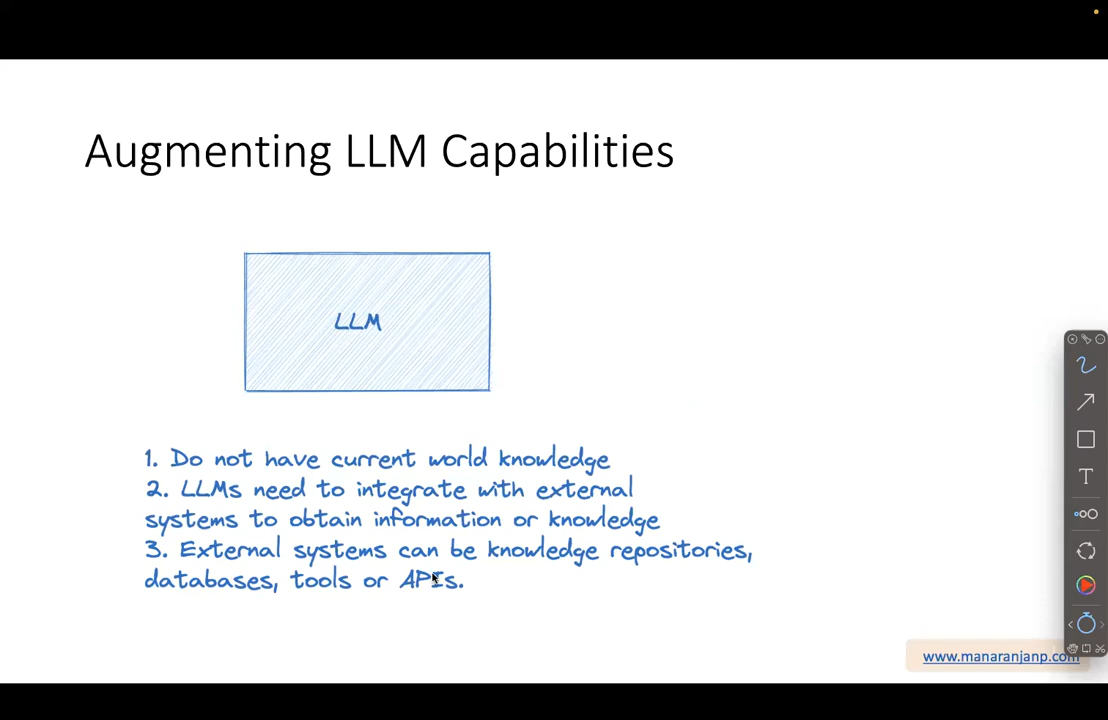 Augmenting LLM Capabilities
LLM
1. Do not have current world knowledge
2. LLMs need to integrate with external
systems to obtain information or knowledge
3. External systems can be knowledge repositories,
databases, tools or APIs.
www.manaranjanp.com